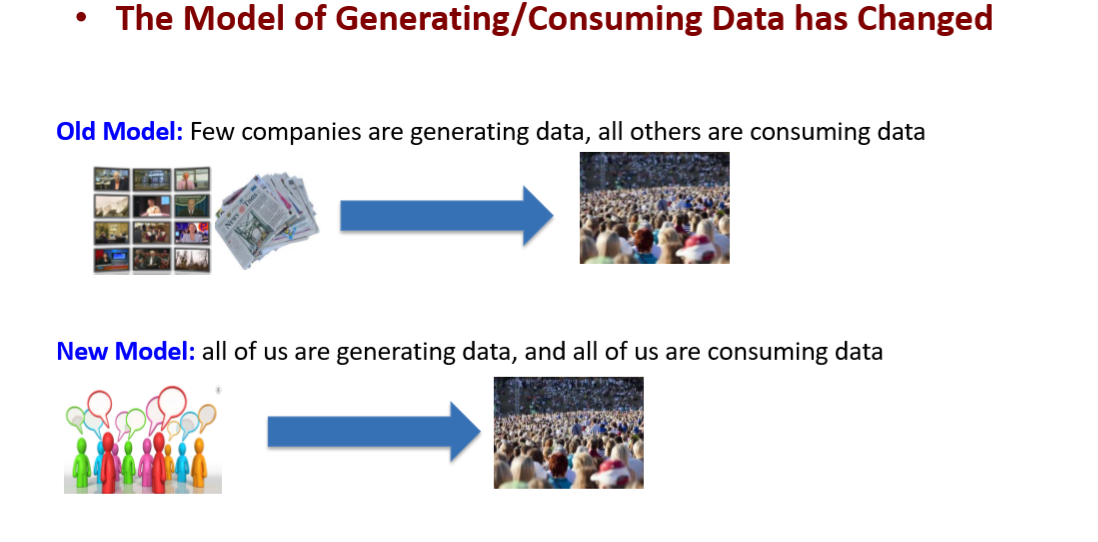 • The Model of Generating/Consuming Data has Changed
Old Model: Few companies are generating data, all others are consuming data
New Model: all of us are generating data, and all of us are consuming data